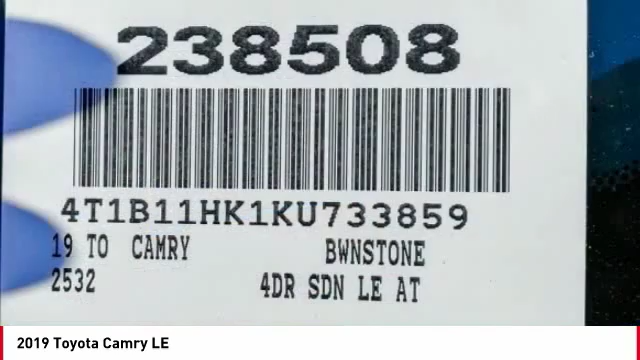 238508
4T1B11HK1KU733859
19 TO CAMRY BWNSTONE
2532 4DR SDN LE AT
2019 Toyota Camry LE